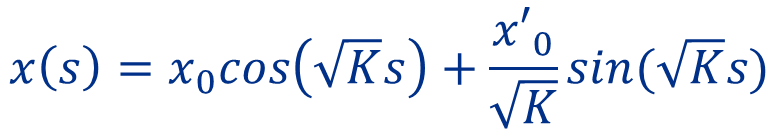 x(s) = x₀cos(√K s) + x′₀/√K sin(√K s)